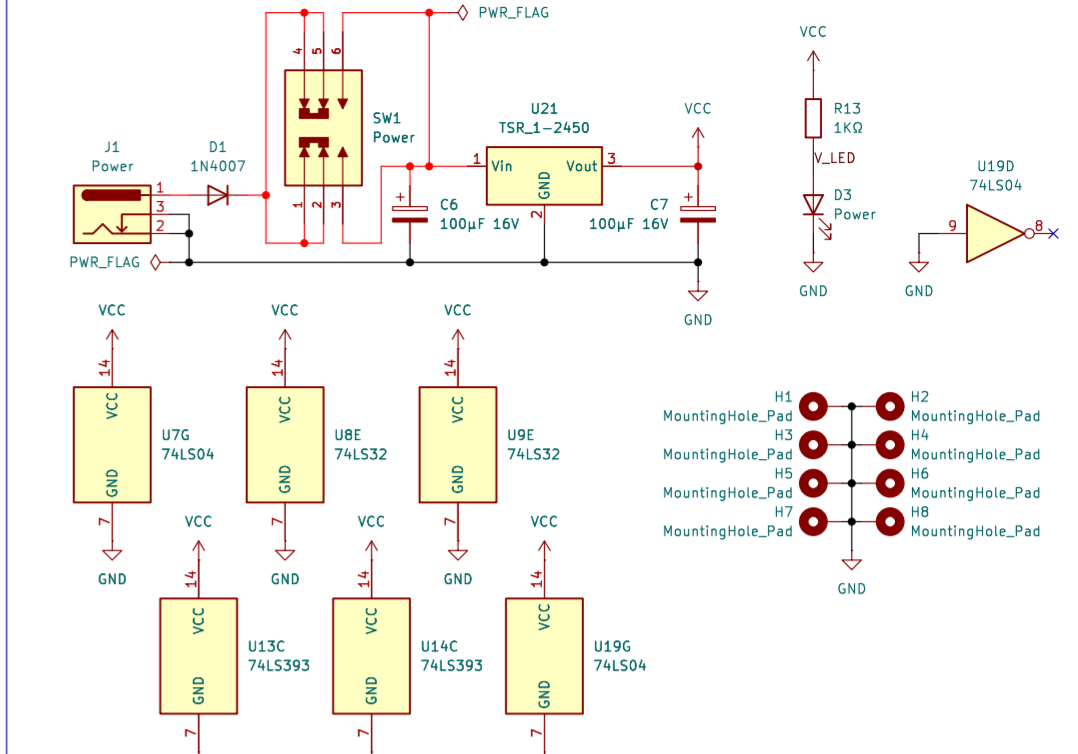 PWR_FLAG
4
5
6
SW1
Power
1
2
3
J1
Power
1
3
2
D1
1N4007
PWR_FLAG
C6
100µF 16V
U21
TSR_1-2450
1
Vin
Vout
3
GND
2
C7
100µF 16V
VCC
GND
VCC
R13
1KΩ
V_LED
D3
Power
GND
U19D
74LS04
9
8
GND
VCC
14
VCC
GND
7
U7G
74LS04
GND
VCC
14
VCC
GND
7
U8E
74LS32
GND
VCC
14
VCC
GND
7
U9E
74LS32
GND
H1
MountingHole_Pad
H2
MountingHole_Pad
H3
MountingHole_Pad
H4
MountingHole_Pad
H5
MountingHole_Pad
H6
MountingHole_Pad
H7
MountingHole_Pad
H8
MountingHole_Pad
GND
VCC
14
VCC
GND
7
U13C
74LS393
VCC
14
VCC
GND
7
U14C
74LS393
VCC
14
VCC
GND
7
U19G
74LS04